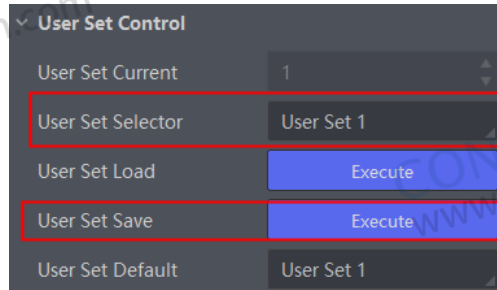 User Set Control
User Set Current 1
User Set Selector User Set 1
User Set Load Execute
User Set Save Execute
User Set Default User Set 1